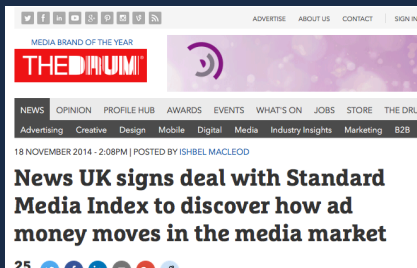 ADVERTISE ABOUT US CONTACT SIGN IN
MEDIA BRAND OF THE YEAR
THE DRUM
NEWS OPINION PROFILE HUB AWARDS EVENTS WHAT'S ON JOBS STORE THE DRU
Advertising Creative Design Mobile Digital Media Industry Insights Marketing B2B
18 NOVEMBER 2014 - 2:08PM | POSTED BY ISHBEL MACLEOD
News UK signs deal with Standard
Media Index to discover how ad
money moves in the media market
25